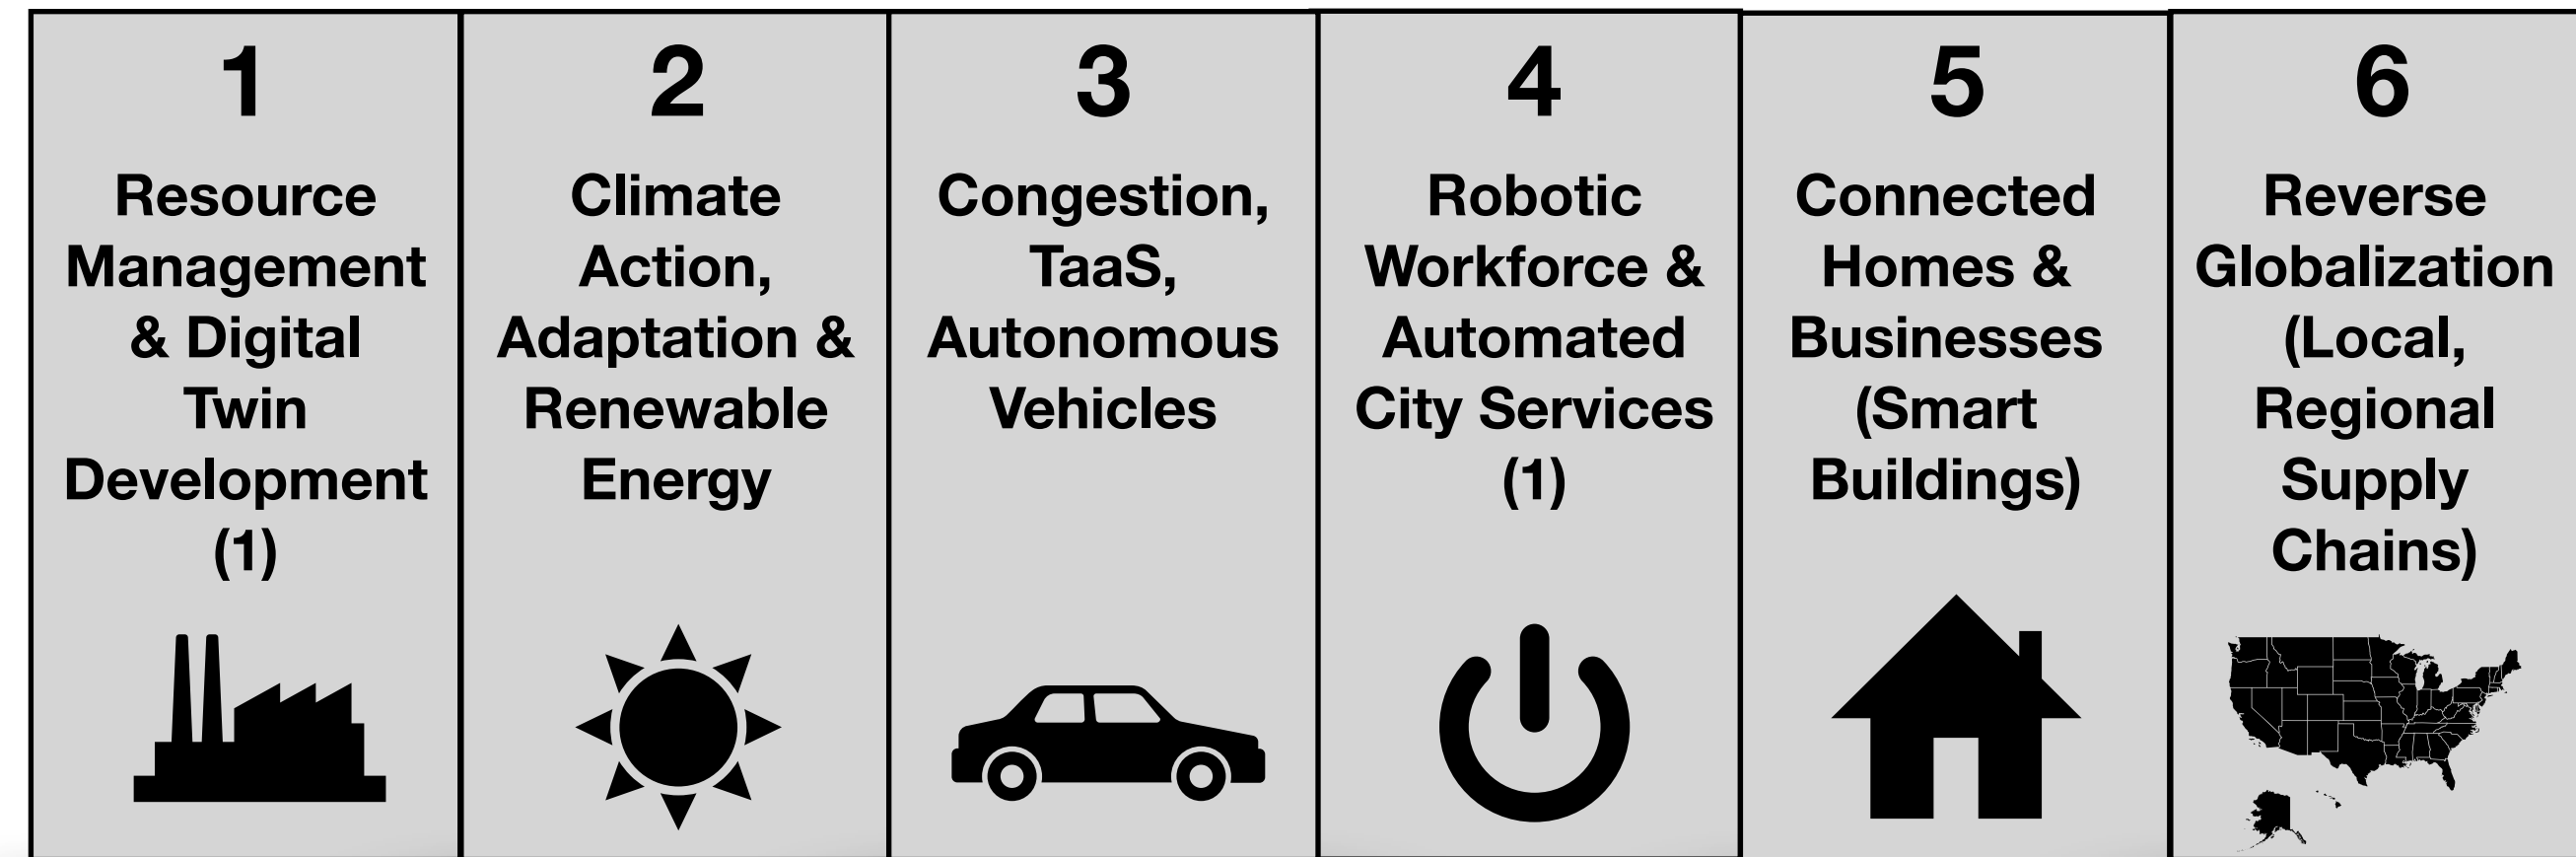 1
Resource
Management
& Digital
Twin
Development
(1)
2
Climate
Action,
Adaptation &
Renewable
Energy
3
Congestion,
TaaS,
Autonomous
Vehicles
4
Robotic
Workforce &
Automated
City Services
(1)
5
Connected
Homes &
Businesses
(Smart
Buildings)
6
Reverse
Globalization
(Local,
Regional
Supply
Chains)